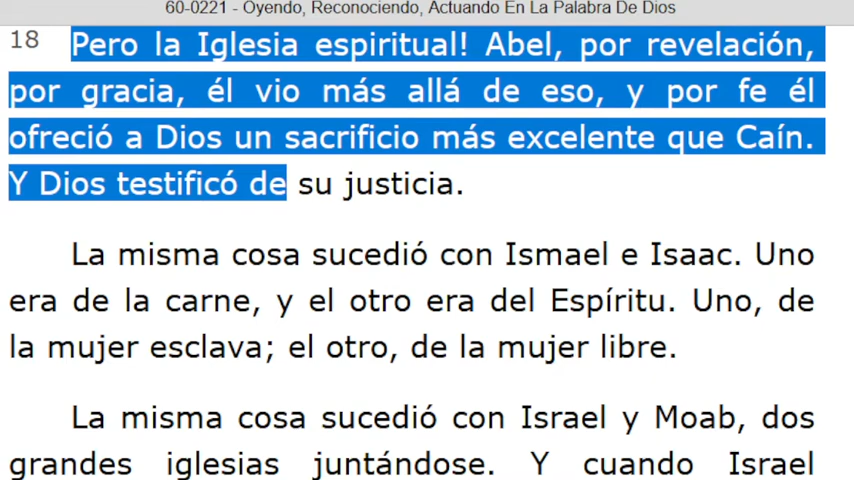 60-0221 - Oyendo, Reconociendo, Actuando En La Palabra De Dios
18 Pero la Iglesia espiritual! Abel, por revelación,
por gracia, él vio más allá de eso, y por fe él
ofreció a Dios un sacrificio más excelente que Caín.
Y Dios testificó de su justicia.
La misma cosa sucedió con Ismael e Isaac. Uno
era de la carne, y el otro era del Espíritu. Uno, de
la mujer esclava; el otro, de la mujer libre.
La misma cosa sucedió con Israel y Moab, dos
grandes iglesias juntándose. Y cuando Israel